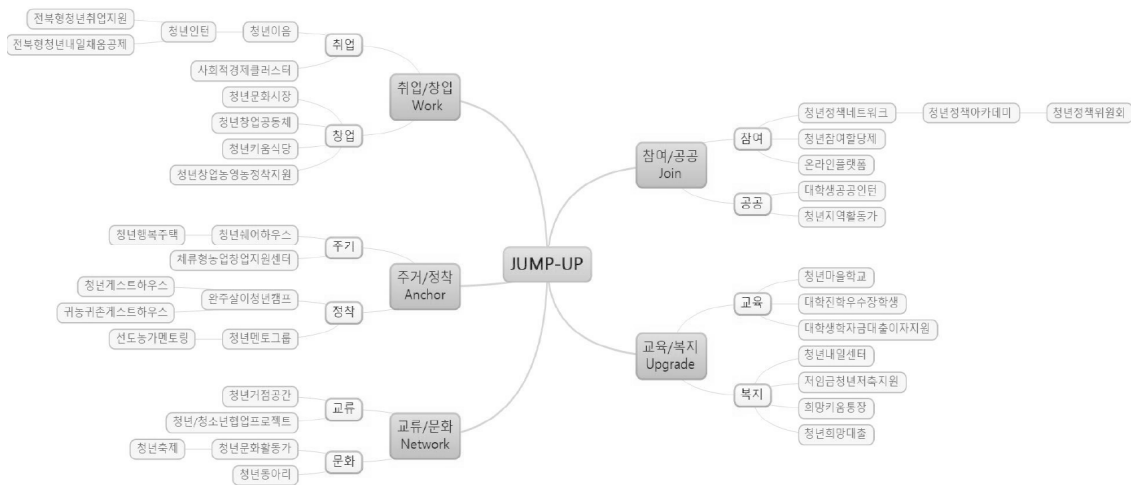 JUMP-UP
취업/창업
Work
취업
청년이음
청년인턴
전북형청년취업지원
전북형청년내일채움공제
사회적경제클러스터
창업
청년문화시장
청년창업공동체
청년키움식당
청년창업농영농정착지원
주거/정착
Anchor
주기
청년쉐어하우스
청년행복주택
체류형농업창업지원센터
정착
완주살이청년캠프
청년게스트하우스
귀농귀촌게스트하우스
청년멘토그룹
선도농가멘토링
교류/문화
Network
교류
청년거점공간
청년/청소년협업프로젝트
문화
청년문화활동가
청년축제
청년동아리
참여/공공
Join
참여
청년정책네트워크
청년정책아카데미
청년정책위원회
청년참여할당제
온라인플랫폼
공공
대학생공공인턴
청년지역활동가
교육/복지
Upgrade
교육
청년마을학교
대학진학우수장학생
대학생학자금대출이자지원
복지
청년내일센터
저임금청년저축지원
희망키움통장
청년희망대출